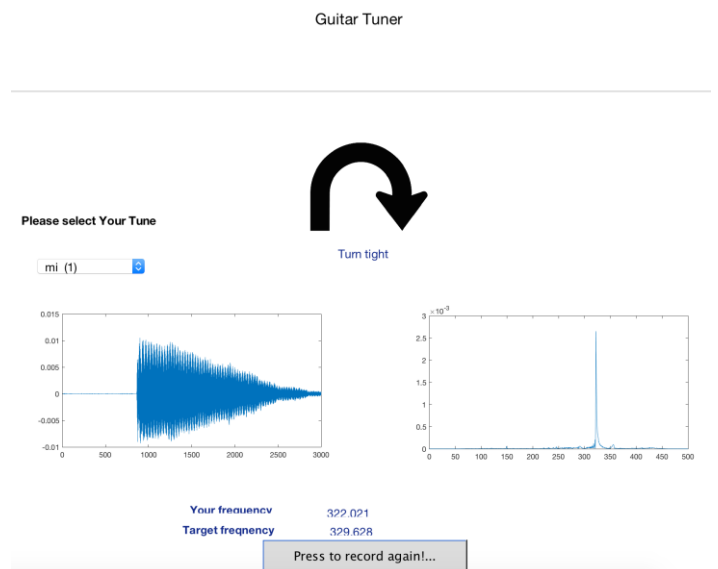 Guitar Tuner
Please select Your Tune
Turn tight
mi (1)
0.015
0.01
0.005
0
-0.005
-0.01
0 500 1000 1500 2000 2500 3000
3 ×10⁻³
2.5
2
1.5
1
0.5
0
0 50 100 150 200 250 300 350 400 450 500
Your frequency 322.021
Target freqnency 329.628
Press to record again!...